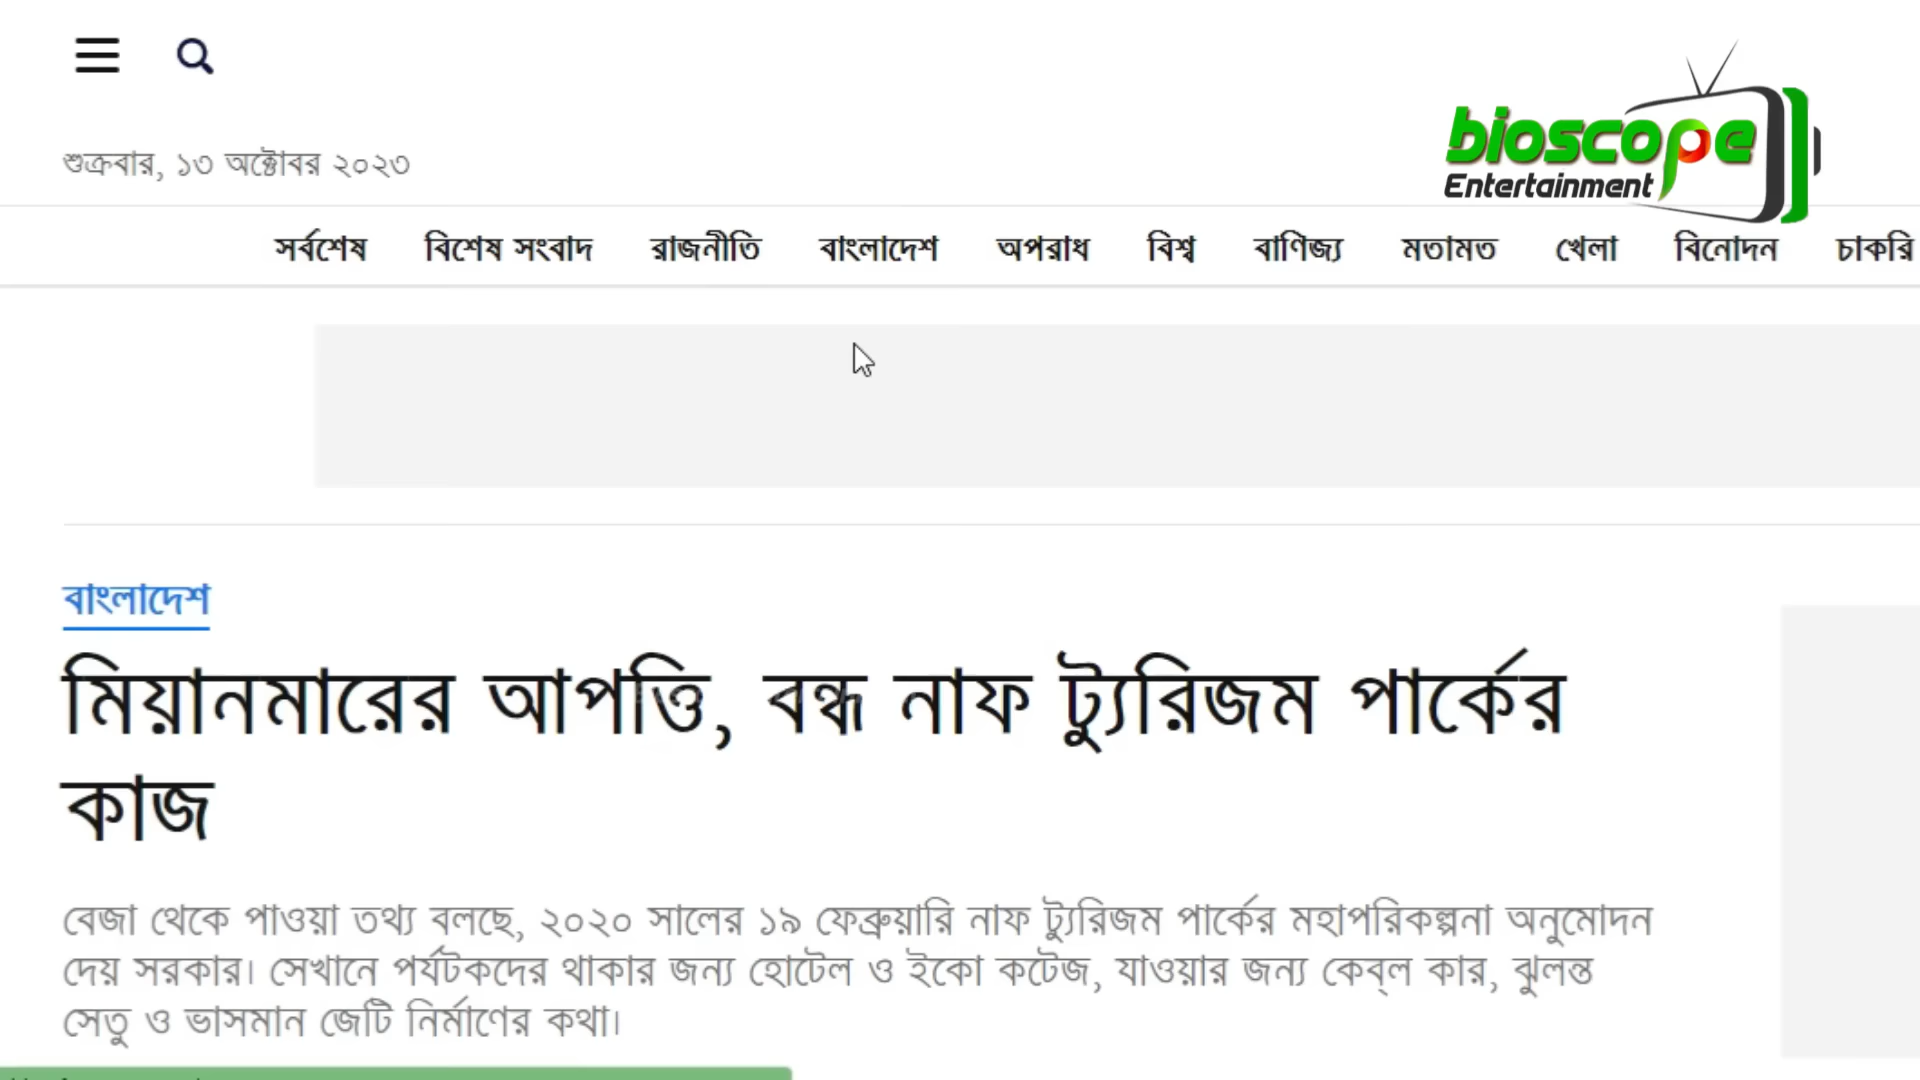 শুক্রবার, ১৩ অক্টোবর ২০২৩
bioscope
Entertainment
সর্বশেষ বিশেষ সংবাদ রাজনীতি বাংলাদেশ অপরাধ বিশ্ব বাণিজ্য মতামত খেলা বিনোদন চাকরি
বাংলাদেশ
মিয়ানমারের আপত্তি, বন্ধ নাফ ট্যুরিজম পার্কের
কাজ
বেজা থেকে পাওয়া তথ্য বলছে, ২০২০ সালের ১৯ ফেব্রুয়ারি নাফ ট্যুরিজম পার্কের মহাপরিকল্পনা অনুমোদন
দেয় সরকার। সেখানে পর্যটকদের থাকার জন্য হোটেল ও ইকো কটেজ, যাওয়ার জন্য কেব্‌ল কার, ঝুলন্ত
সেতু ও ভাসমান জেটি নির্মাণের কথা।